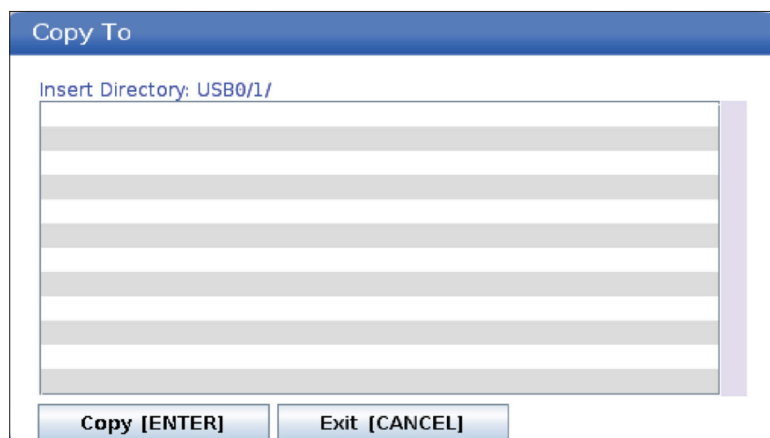 Copy To
Insert Directory: USB0/1/
Copy [ENTER]
Exit [CANCEL]